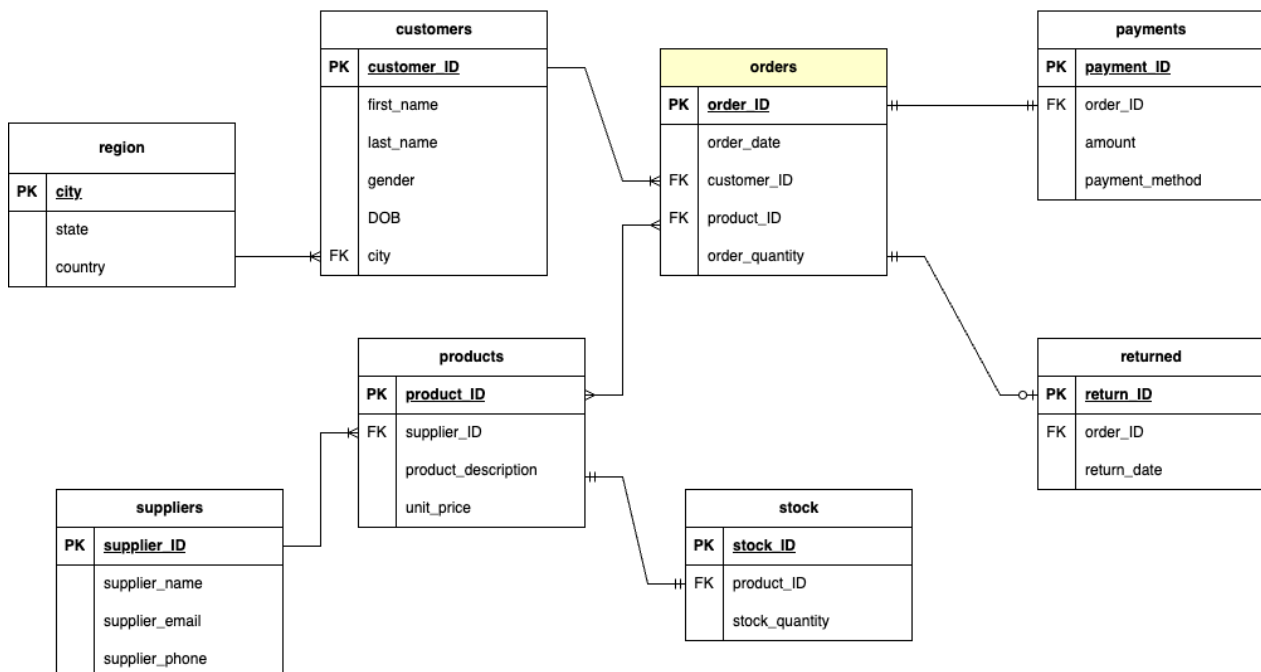 customers
PK customer_ID
first_name
last_name
gender
DOB
FK city
orders
PK order_ID
order_date
FK customer_ID
FK product_ID
order_quantity
payments
PK payment_ID
FK order_ID
amount
payment_method
region
PK city
state
country
products
PK product_ID
FK supplier_ID
product_description
unit_price
returned
PK return_ID
FK order_ID
return_date
suppliers
PK supplier_ID
supplier_name
supplier_email
supplier_phone
stock
PK stock_ID
FK product_ID
stock_quantity